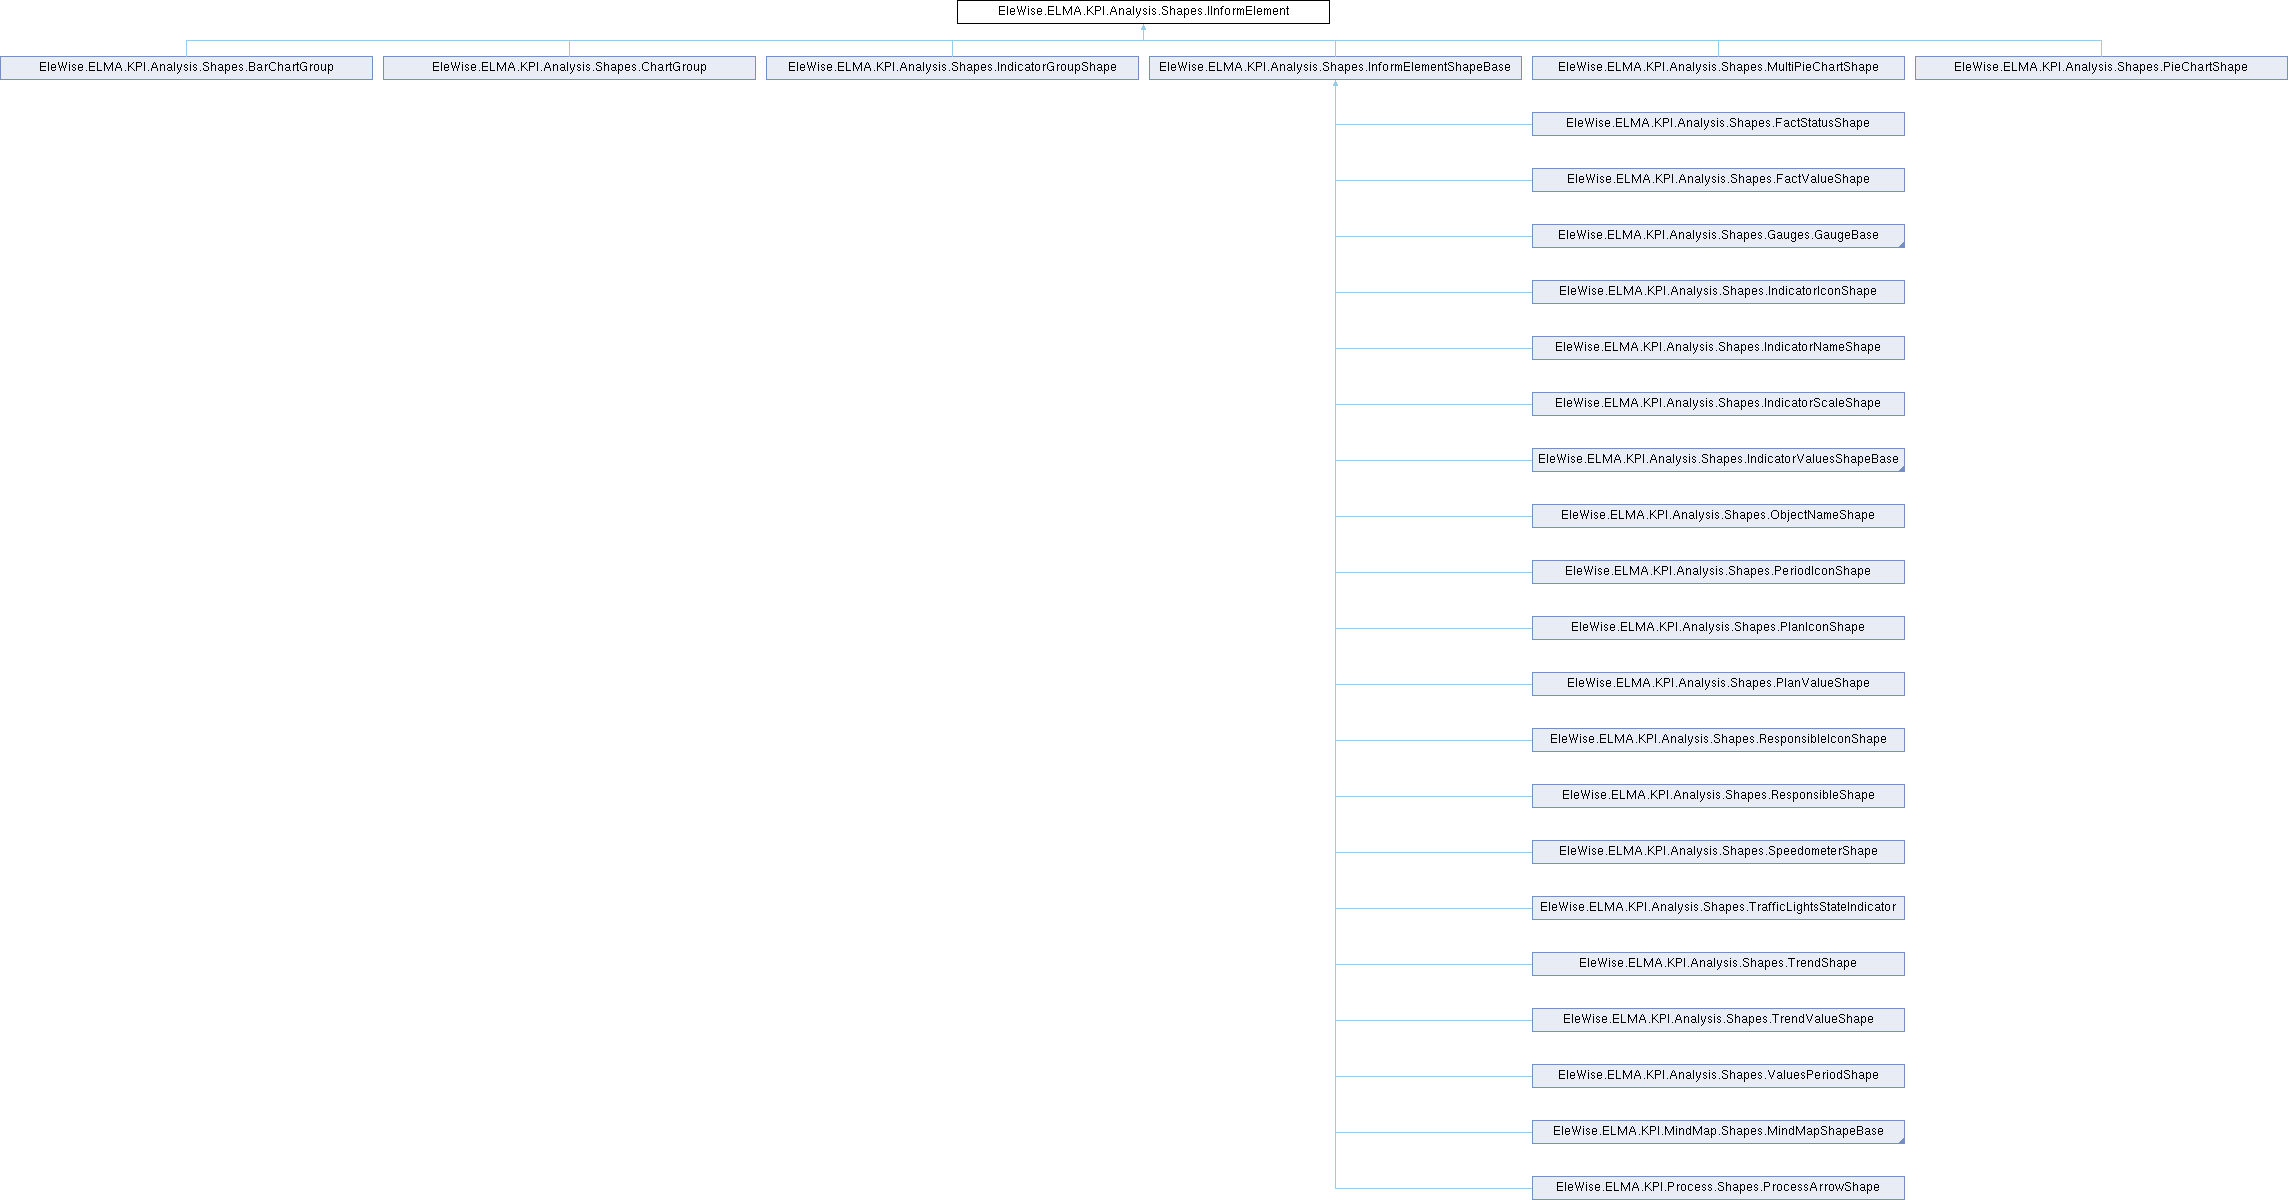 EleWise.ELMA.KPI.Analysis.Shapes.IInformElement
EleWise.ELMA.KPI.Analysis.Shapes.BarChartGroup
EleWise.ELMA.KPI.Analysis.Shapes.ChartGroup
EleWise.ELMA.KPI.Analysis.Shapes.IndicatorGroupShape
EleWise.ELMA.KPI.Analysis.Shapes.InformElementShapeBase
EleWise.ELMA.KPI.Analysis.Shapes.MultiPieChartShape
EleWise.ELMA.KPI.Analysis.Shapes.PieChartShape
EleWise.ELMA.KPI.Analysis.Shapes.FactStatusShape
EleWise.ELMA.KPI.Analysis.Shapes.FactValueShape
EleWise.ELMA.KPI.Analysis.Shapes.Gauges.GaugeBase
EleWise.ELMA.KPI.Analysis.Shapes.IndicatorIconShape
EleWise.ELMA.KPI.Analysis.Shapes.IndicatorNameShape
EleWise.ELMA.KPI.Analysis.Shapes.IndicatorScaleShape
EleWise.ELMA.KPI.Analysis.Shapes.IndicatorValuesShapeBase
EleWise.ELMA.KPI.Analysis.Shapes.ObjectNameShape
EleWise.ELMA.KPI.Analysis.Shapes.PeriodIconShape
EleWise.ELMA.KPI.Analysis.Shapes.PlanIconShape
EleWise.ELMA.KPI.Analysis.Shapes.PlanValueShape
EleWise.ELMA.KPI.Analysis.Shapes.ResponsibleIconShape
EleWise.ELMA.KPI.Analysis.Shapes.ResponsibleShape
EleWise.ELMA.KPI.Analysis.Shapes.SpeedometerShape
EleWise.ELMA.KPI.Analysis.Shapes.TrafficLightsStateIndicator
EleWise.ELMA.KPI.Analysis.Shapes.TrendShape
EleWise.ELMA.KPI.Analysis.Shapes.TrendValueShape
EleWise.ELMA.KPI.Analysis.Shapes.ValuesPeriodShape
EleWise.ELMA.KPI.MindMap.Shapes.MindMapShapeBase
EleWise.ELMA.KPI.Process.Shapes.ProcessArrowShape